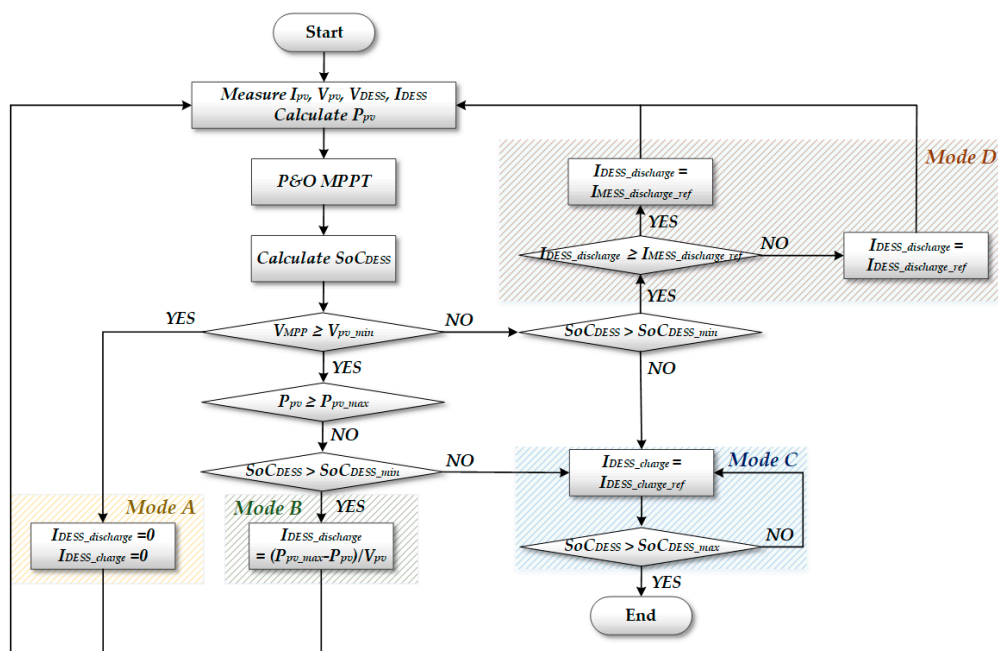 Start
Measure Ipv, Vpv, VDESS, IDESS
Calculate Ppv
Mode D
P&O MPPT
IDESS_discharge =
IMESS_discharge_ref
YES
Calculate SoCDESS
IDESS_discharge ≥ IMESS_discharge_ref
NO
IDESS_discharge =
IDESS_discharge_ref
YES
YES
VMPP ≥ Vpv_min
NO
SoCDESS > SoCDESS_min
YES
NO
Ppv ≥ Ppv_max
NO
SoCDESS > SoCDESS_min
NO
IDESS_charge =
IDESS_charge_ref
Mode C
Mode A
Mode B
YES
IDESS_discharge =0
IDESS_charge =0
IDESS_discharge
= (Ppv_max-Ppv)/Vpv
SoCDESS > SoCDESS_max
NO
YES
End